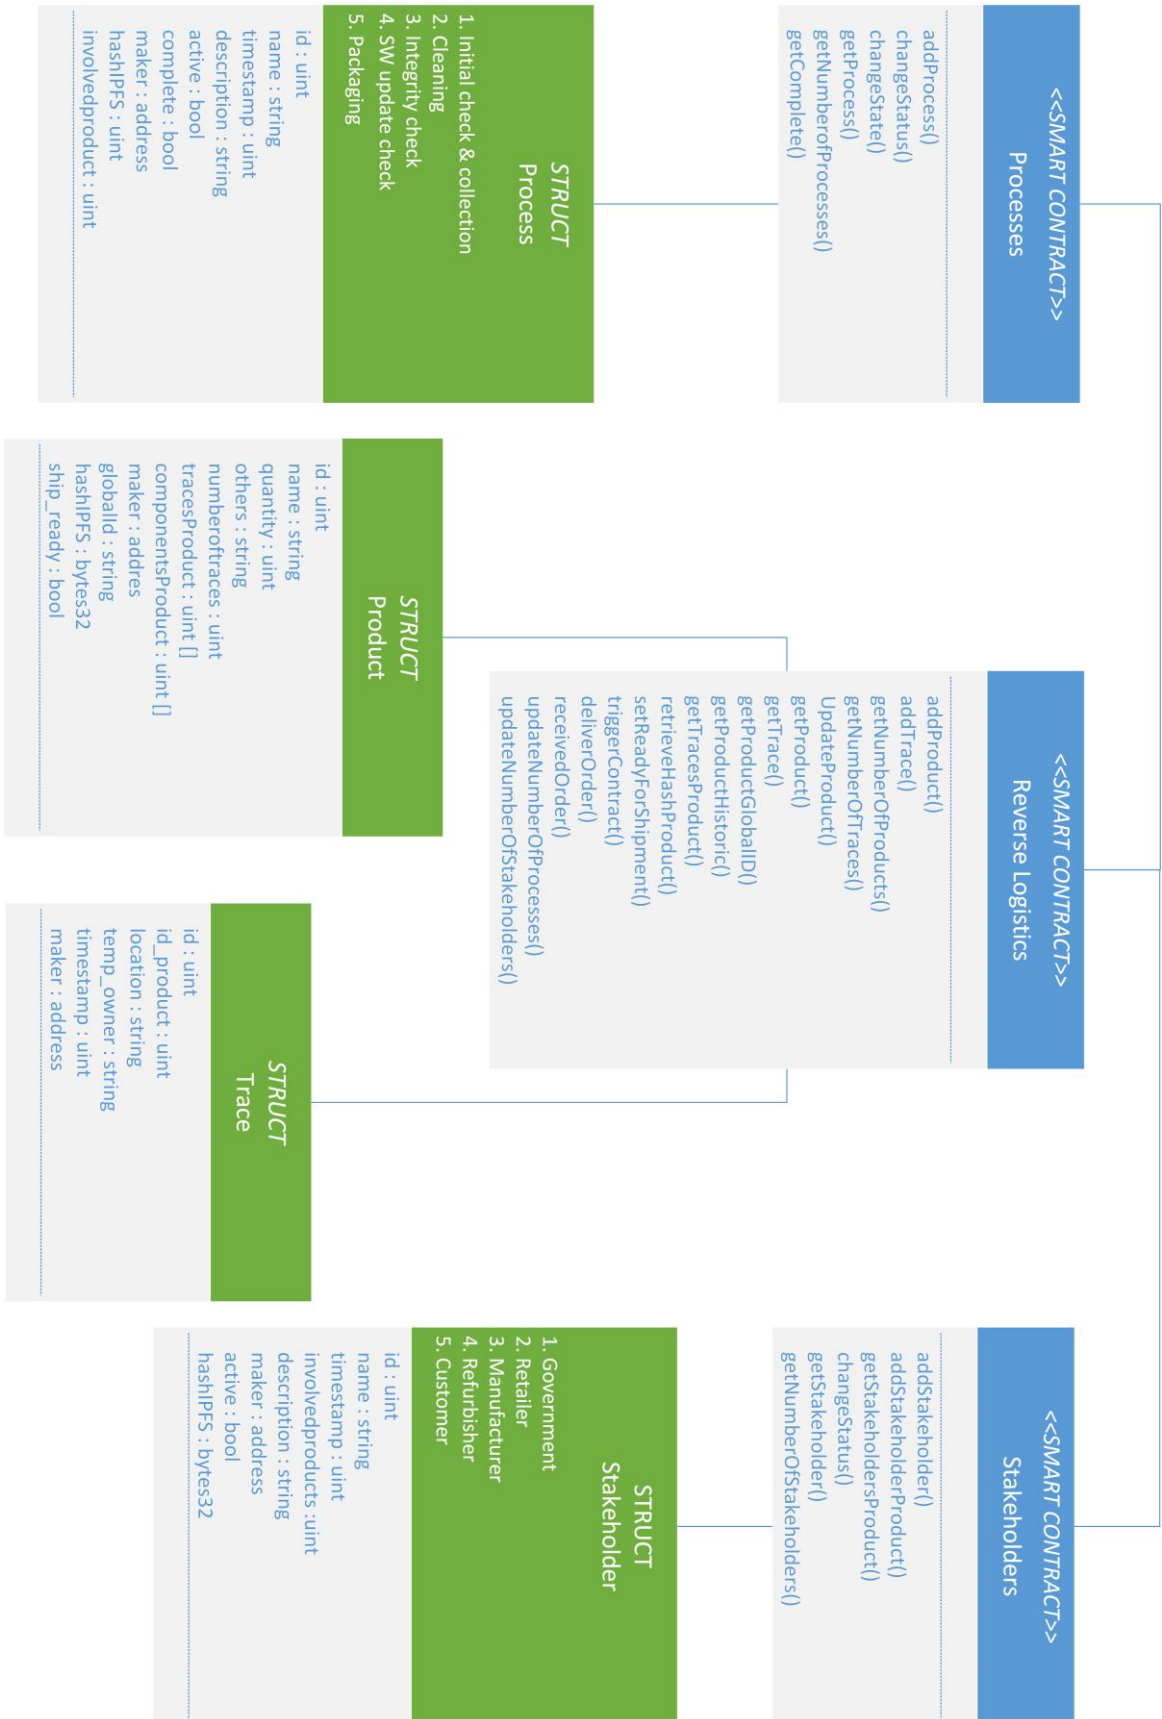 <<SMART CONTRACT>>
Processes
addProcess()
changeStatus()
changeState()
getProcess()
getNumberofProcesses()
getComplete()
STRUCT
Process
1. Initial check & collection
2. Cleaning
3. Integrity check
4. SW update check
5. Packaging
id : uint
name : string
timestamp : uint
description : string
active : bool
complete : bool
maker : address
hashIPFS : uint
involvedproduct : uint
<<SMART CONTRACT>>
Reverse Logistics
addProduct()
addTrace()
getNumberOfProducts()
getNumberOfTraces()
UpdateProduct()
getProduct()
getTrace()
getProductGlobalID()
getProductHistoric()
getTracesProduct()
retrieveHashProduct()
setReadyForShipment()
triggerContract()
deliverOrder()
receivedOrder()
updateNumberOfProcesses()
updateNumberOfStakeholders()
STRUCT
Product
id : uint
name : string
quantity : uint
others : string
numberoftraces : uint
tracesProduct : uint []
componentsProduct : uint []
maker : addres
globalId : string
hashIPFS : bytes32
ship_ready : bool
STRUCT
Trace
id : uint
id_product : uint
location : string
temp_owner : string
timestamp : uint
maker : address
<<SMART CONTRACT>>
Stakeholders
addStakeholder()
addStakeholderProduct()
getStakeholdersProduct()
changeStatus()
getStakeholder()
getNumberOfStakeholders()
STRUCT
Stakeholder
1. Government
2. Retailer
3. Manufacturer
4. Refurbisher
5. Customer
id : uint
name : string
timestamp : uint
involvedproducts :uint
description : string
maker : address
active : bool
hashIPFS : bytes32